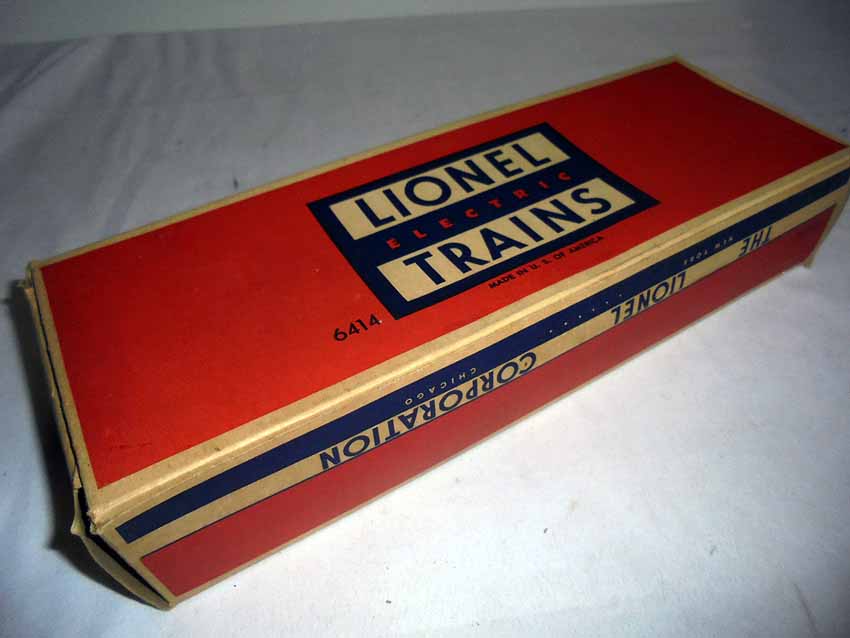 LIONEL
ELECTRIC
TRAINS
MADE IN U. S. OF AMERICA
6414
THE LIONEL CORPORATION
NEW YORK CHICAGO